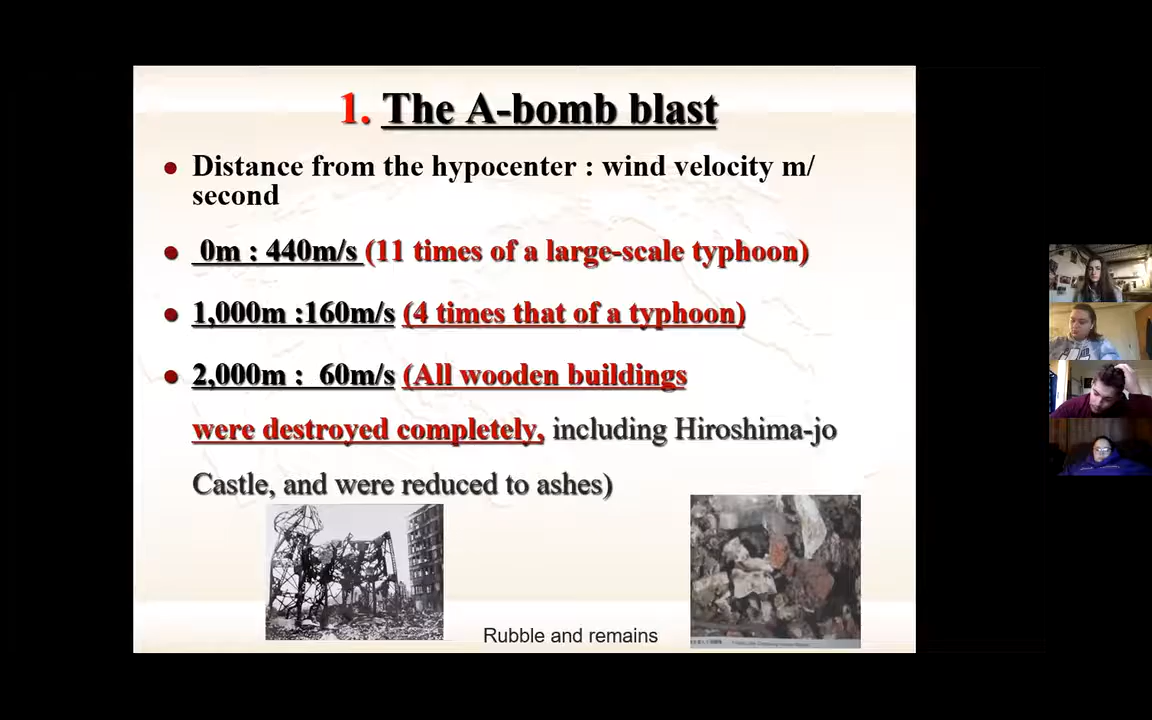 1. The A-bomb blast
• Distance from the hypocenter : wind velocity m/
second
• 0m : 440m/s (11 times of a large-scale typhoon)
• 1,000m :160m/s (4 times that of a typhoon)
• 2,000m : 60m/s (All wooden buildings
were destroyed completely, including Hiroshima-jo
Castle, and were reduced to ashes)
Rubble and remains